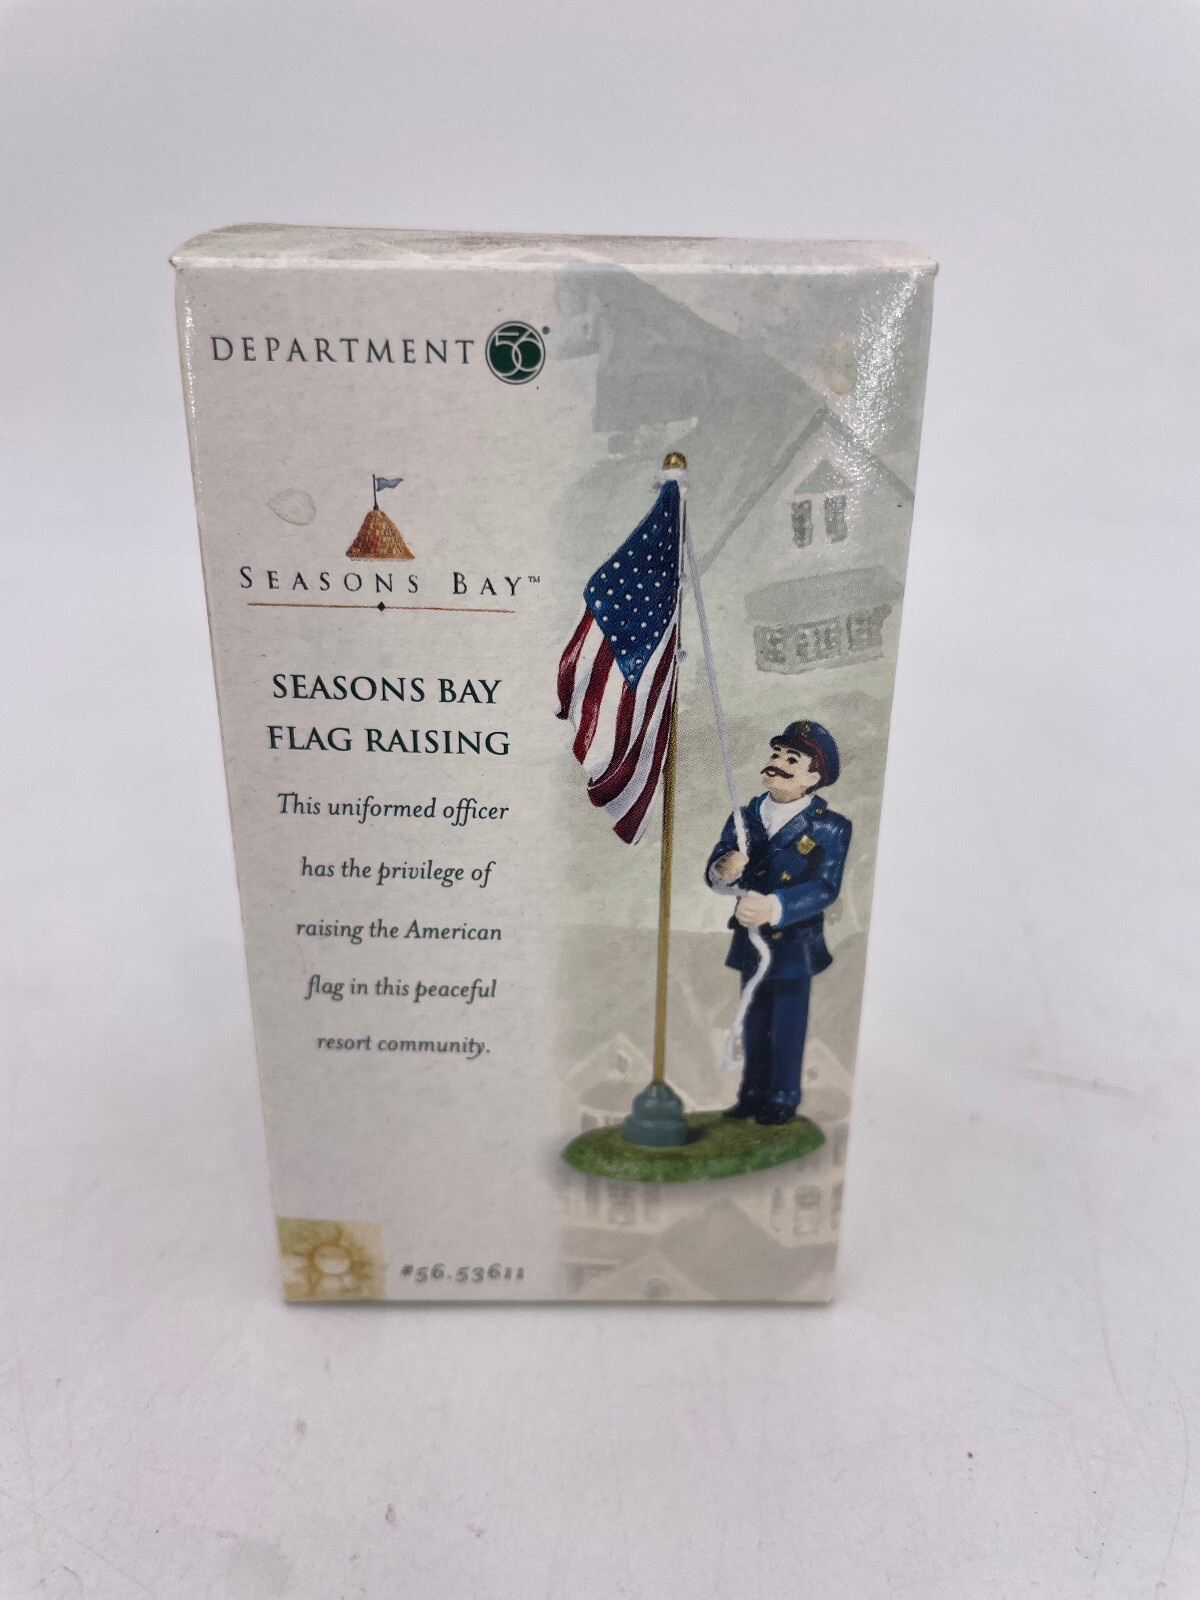 DEPARTMENT 56®
SEASONS BAY™
SEASONS BAY
FLAG RAISING
This uniformed officer
has the privilege of
raising the American
flag in this peaceful
resort community.
#56.53611